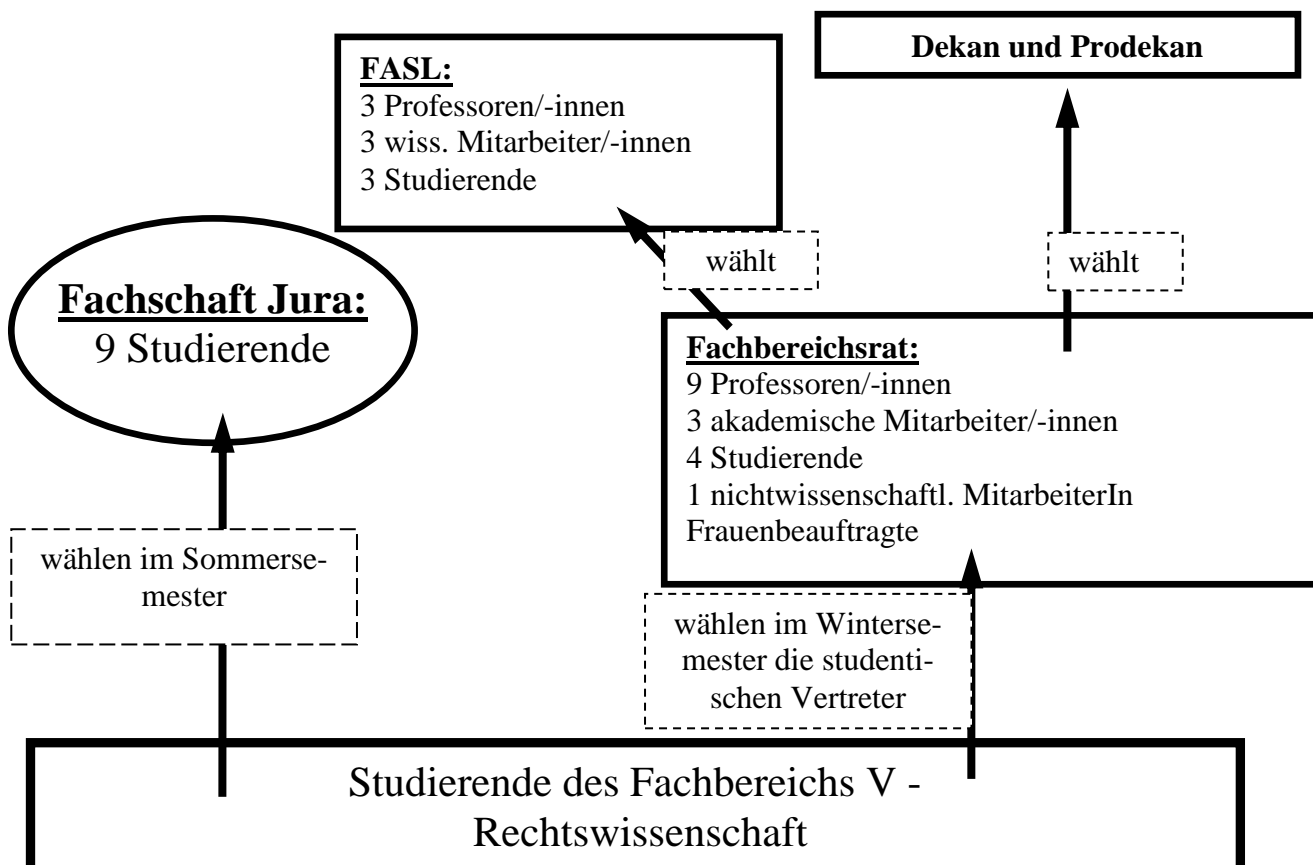 Dekan und Prodekan
FASL:
3 Professoren/-innen
3 wiss. Mitarbeiter/-innen
3 Studierende
wählt
wählt
Fachschaft Jura:
9 Studierende
Fachbereichsrat:
9 Professoren/-innen
3 akademische Mitarbeiter/-innen
4 Studierende
1 nichtwissenschaftl. MitarbeiterIn
Frauenbeauftragte
wählen im Sommerse-
mester
wählen im Winterse-
mester die studenti-
schen Vertreter
Studierende des Fachbereichs V -
Rechtswissenschaft